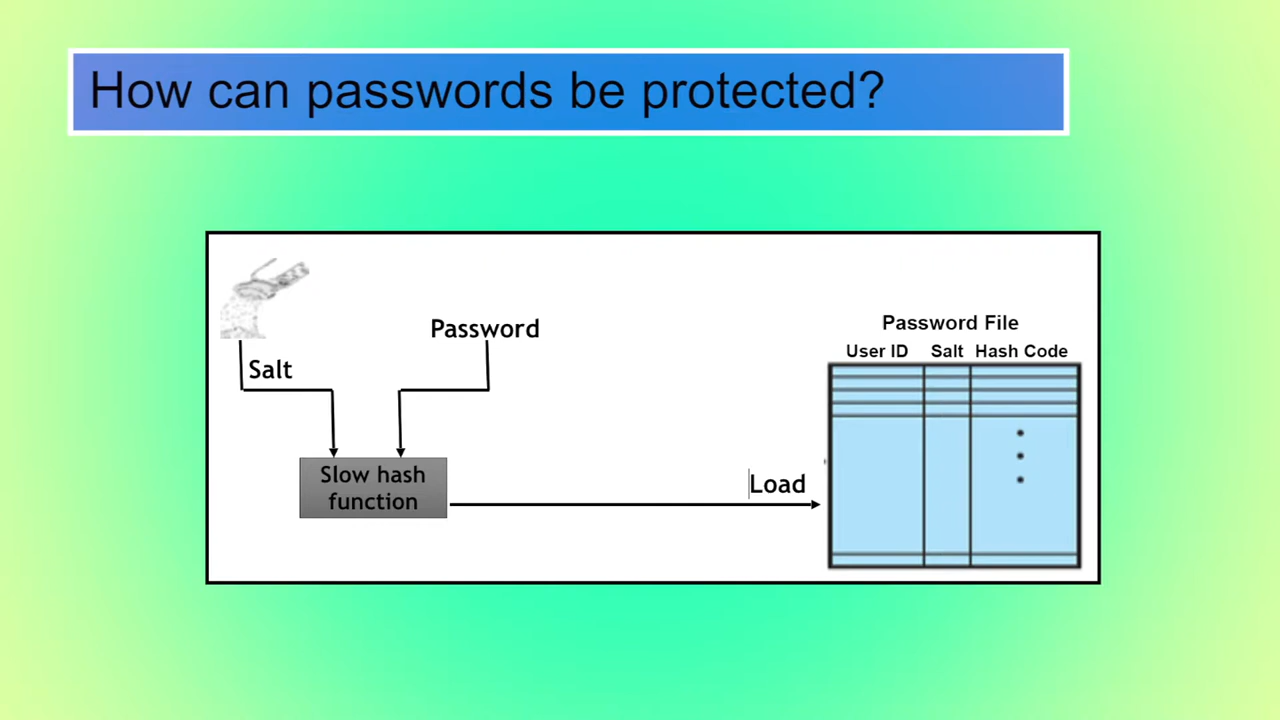 How can passwords be protected?
Password
Salt
Slow hash
function
Load
Password File
User ID Salt Hash Code